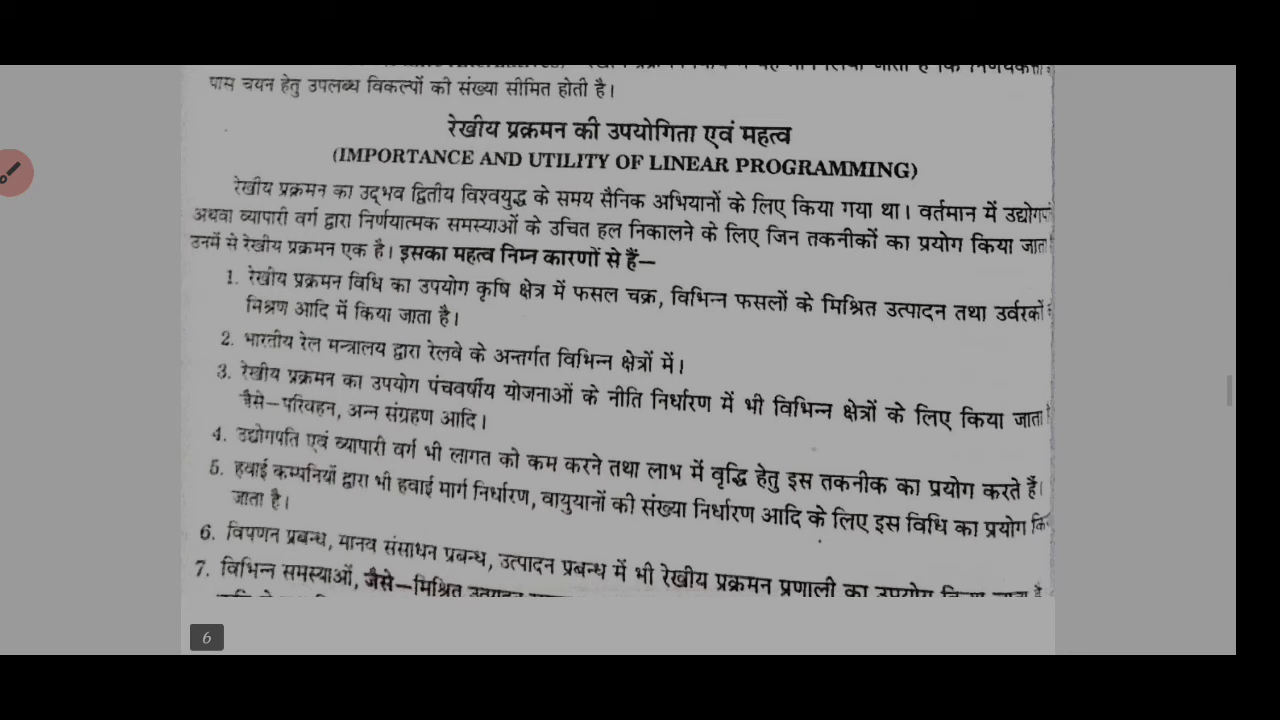 पास चयन हेतु उपलब्ध विकल्पों की संख्या सीमित होती है।
रेखीय प्रक्रमन की उपयोगिता एवं महत्व
(IMPORTANCE AND UTILITY OF LINEAR PROGRAMMING)
रेखीय प्रक्रमन का उद्भव द्वितीय विश्वयुद्ध के समय सैनिक अभियानों के लिए किया गया था। वर्तमान में
अथवा व्यापारी वर्ग द्वारा निर्णयात्मक समस्याओं के उचित हल निकालने के लिए जिन तकनीकों का प्रयोग किया जाता
उनमें से रेखीय प्रक्रमन एक है। इसका महत्व निम्न कारणों से हैं—
1. रेखीय प्रक्रमन विधि का उपयोग कृषि क्षेत्र में फसल चक्र, विभिन्न फसलों के मिश्रित उत्पादन तथा उर्वरकों
मिश्रण आदि में किया जाता है।
2. भारतीय रेल मन्त्रालय द्वारा रेलवे के अन्तर्गत विभिन्न क्षेत्रों में।
3. रेखीय प्रक्रमन का उपयोग पंचवर्षीय योजनाओं के नीति निर्धारण में भी विभिन्न क्षेत्रों के लिए किया जाता
जैसे—परिवहन, अन्न संग्रहण आदि।
4. उद्योगपति एवं व्यापारी वर्ग भी लागत को कम करने तथा लाभ में वृद्धि हेतु इस तकनीक का प्रयोग करते हैं।
5. हवाई कम्पनियों द्वारा भी हवाई मार्ग निर्धारण, वायुयानों की संख्या निर्धारण आदि के लिए इस विधि का प्रयोग
जाता है।
6. विपणन प्रबन्ध, मानव संसाधन प्रबन्ध, उत्पादन प्रबन्ध में भी रेखीय प्रक्रमन प्रणाली का उपयोग किया जाता है
7. विभिन्न समस्याओं, जैसे—मिश्रित
6